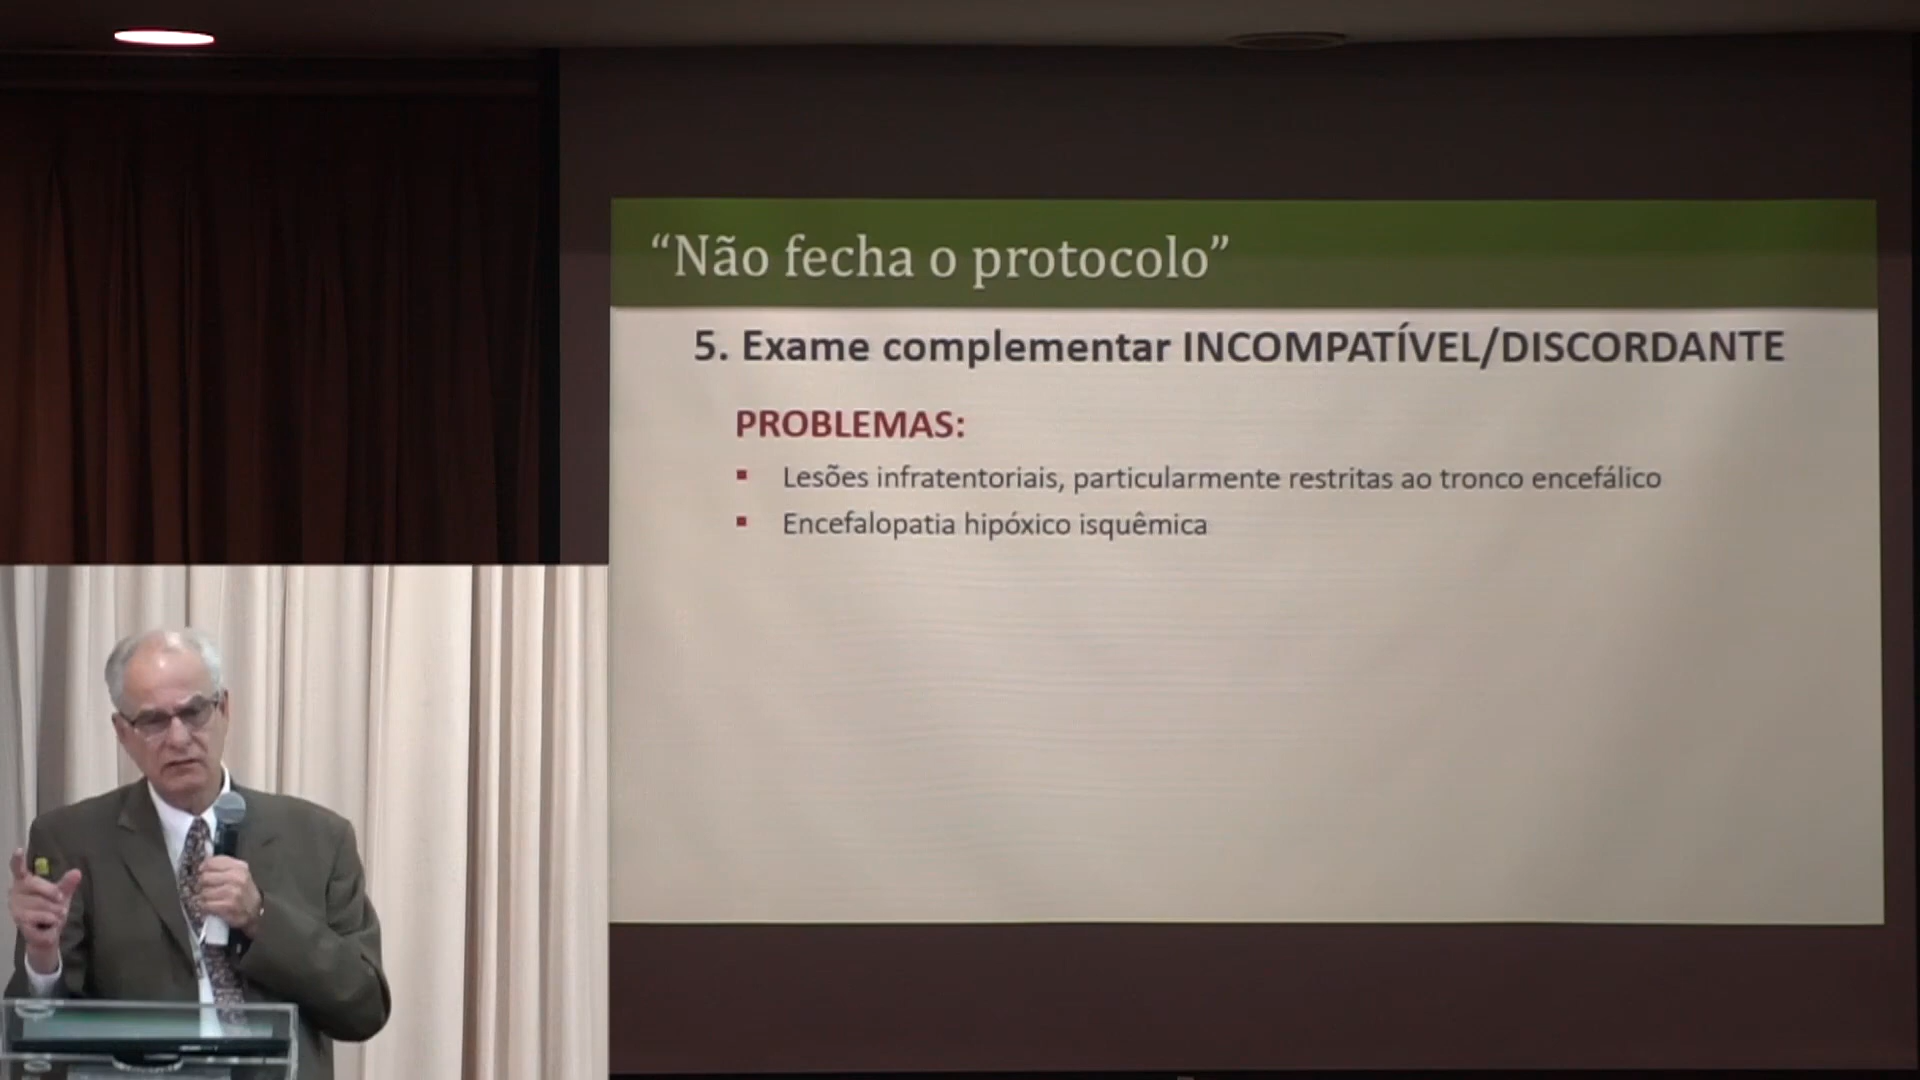 “Não fecha o protocolo”
5. Exame complementar INCOMPATÍVEL/DISCORDANTE
PROBLEMAS:
Lesões infratentoriais, particularmente restritas ao tronco encefálico
Encefalopatia hipóxico isquêmica